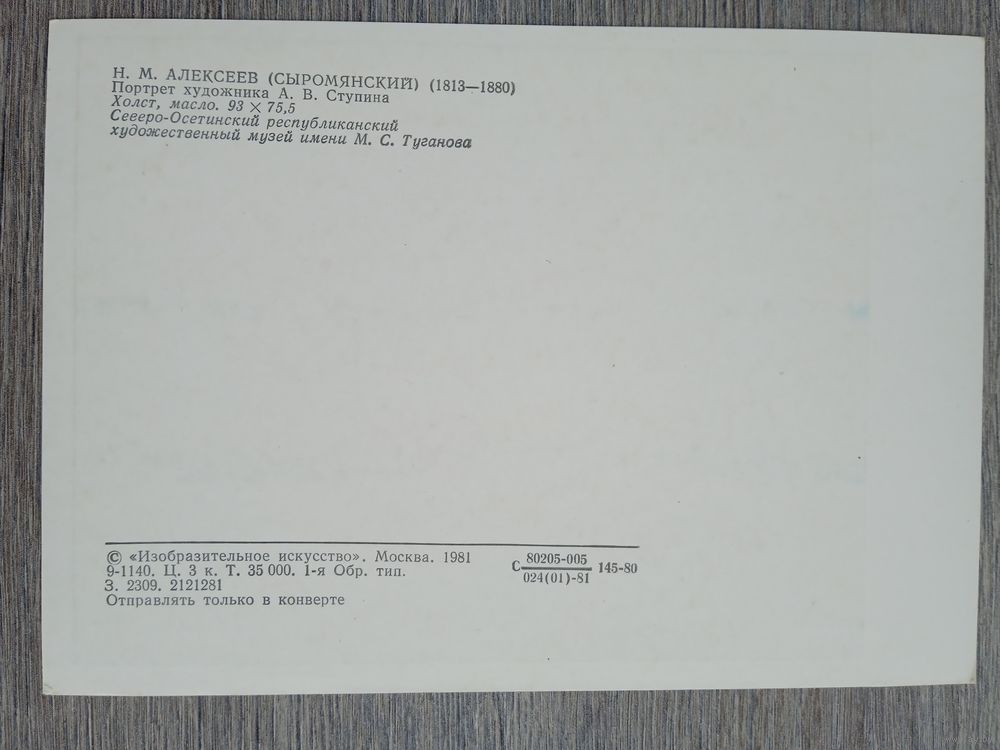 Н. М. АЛЕКСЕЕВ (СЫРОМЯНСКИЙ) (1813—1880)
Портрет художника А. В. Ступина
Холст, масло. 93 × 75,5
Северо-Осетинский республиканский
художественный музей имени М. С. Туганова
© «Изобразительное искусство». Москва. 1981
9-1140. Ц. 3 к. Т. 35 000. 1-я Обр. тип.
З. 2309. 2121281
Отправлять только в конверте
С 80205-005 145-80
024(01)-81